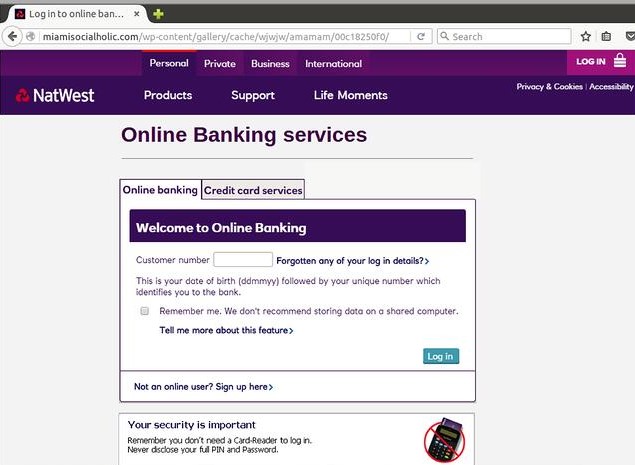 Log in to online ban...
miamisocialholic.com/wp-content/gallery/cache/wjwjw/amamam/00c18250f0/
Search
Personal Private Business International LOG IN
NatWest Products Support Life Moments Privacy & Cookies | Accessibility
Online Banking services
Online banking Credit card services
Welcome to Online Banking
Customer number Forgotten any of your log in details?
This is your date of birth (ddmmyy) followed by your unique number which
identifies you to the bank.
Remember me. We don't recommend storing data on a shared computer.
Tell me more about this feature
Log in
Not an online user? Sign up here
Your security is important
Remember you don't need a Card-Reader to log in.
Never disclose your full PIN and Password.